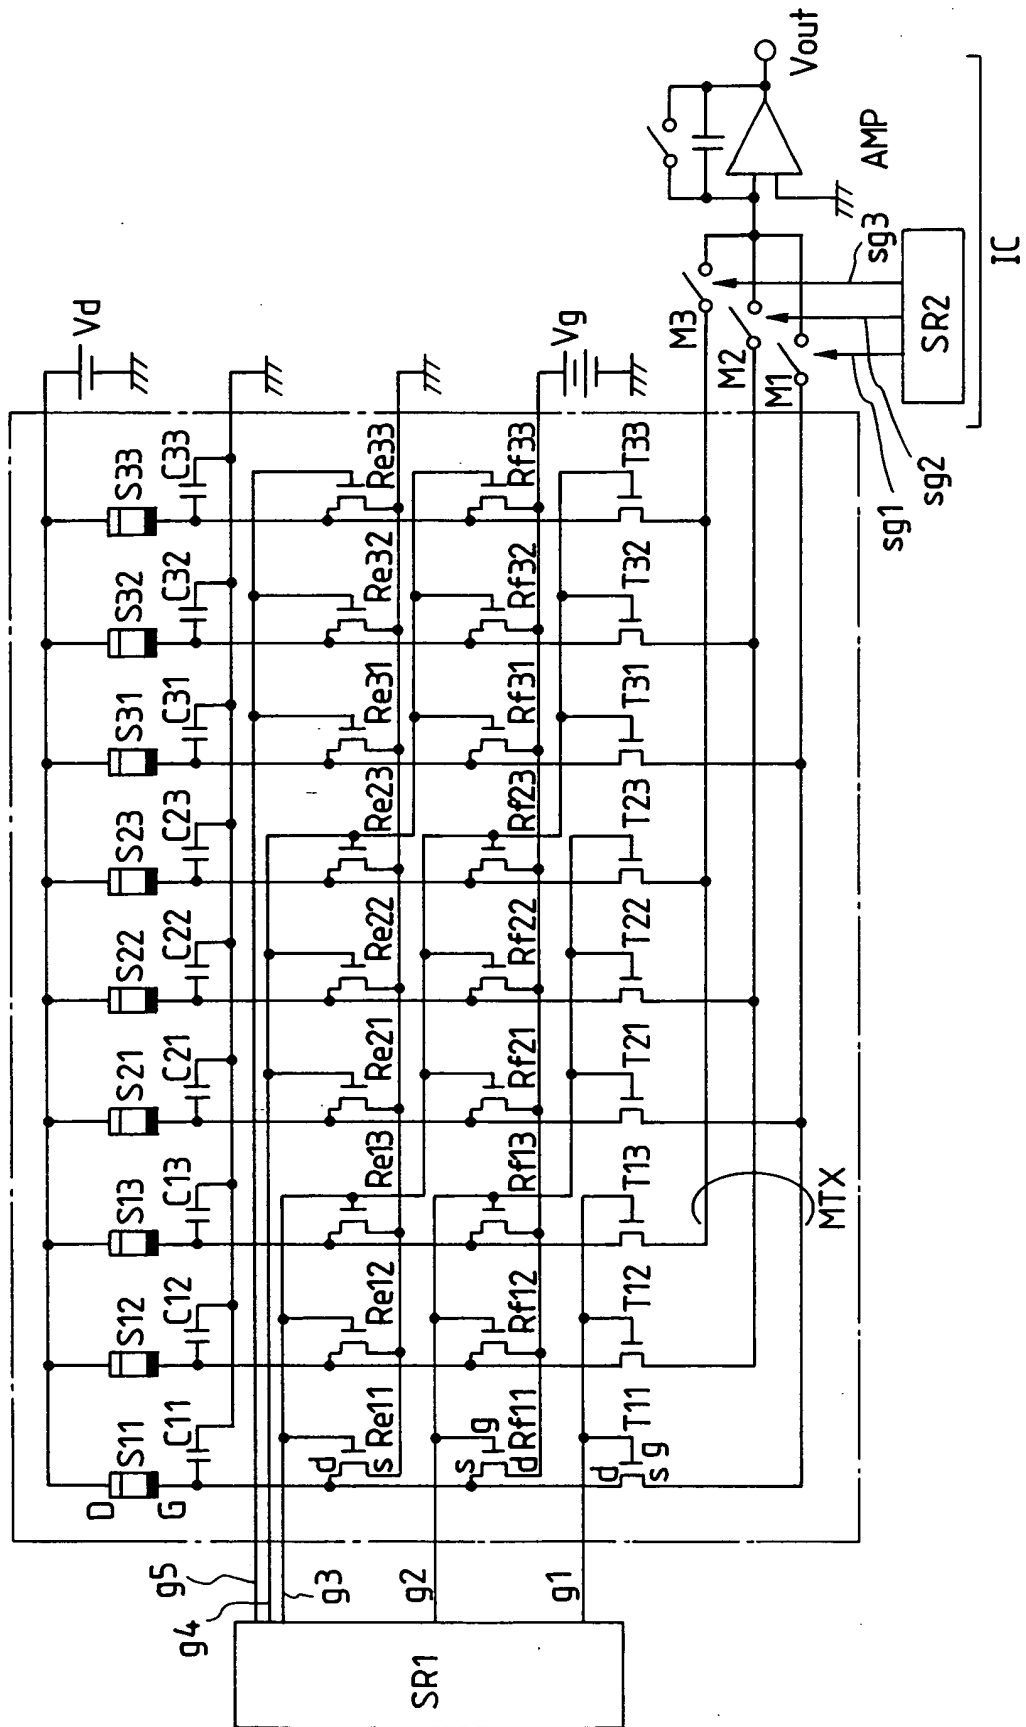 Vd
S11
S12
S13
S21
S22
S23
S31
S32
S33
C11
C12
C13
C21
C22
C23
C31
C32
C33
D
G
g5
g4
g3
g2
g1
SR1
d
s
Re11
Re12
Re13
Re21
Re22
Re23
Re31
Re32
Re33
s
g
d
Rf11
Rf12
Rf13
Rf21
Rf22
Rf23
Rf31
Rf32
Rf33
Vg
d
g
s
T11
T12
T13
T21
T22
T23
T31
T32
T33
MTX
M3
M2
M1
sg1
sg2
sg3
SR2
AMP
Vout
IC